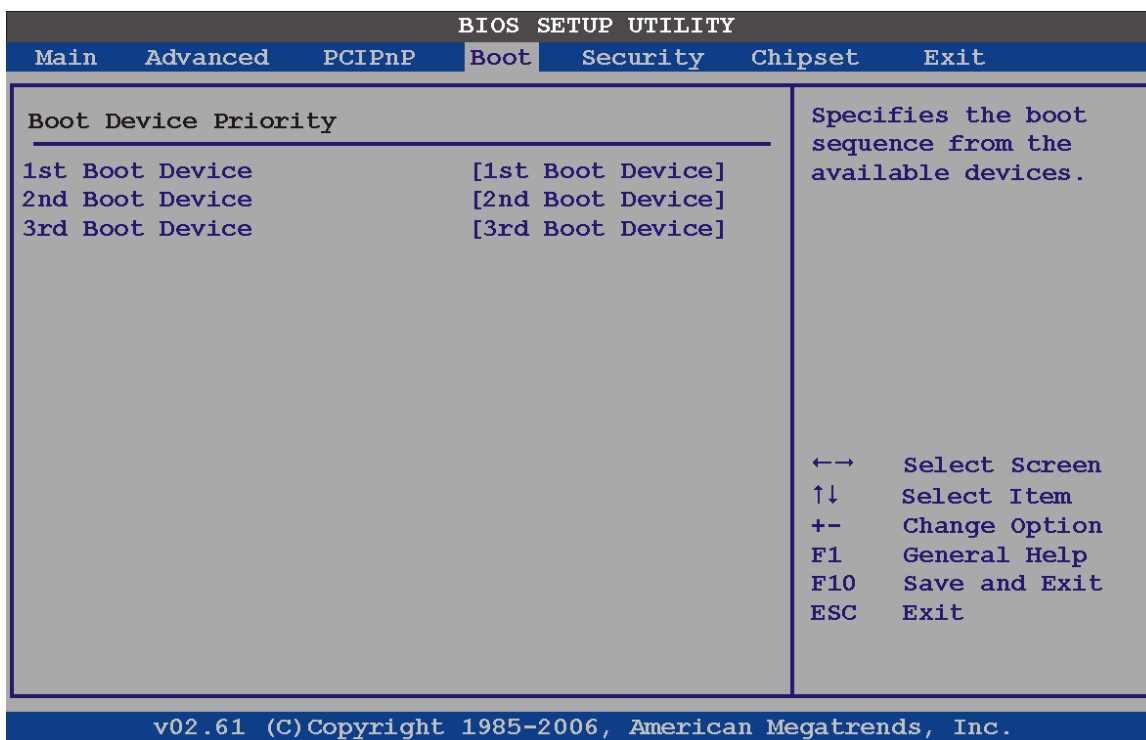 BIOS SETUP UTILITY
Main Advanced PCIPnP Boot Security Chipset Exit
Boot Device Priority
1st Boot Device [1st Boot Device]
2nd Boot Device [2nd Boot Device]
3rd Boot Device [3rd Boot Device]
Specifies the boot
sequence from the
available devices.
←→ Select Screen
↑↓ Select Item
+- Change Option
F1 General Help
F10 Save and Exit
ESC Exit
v02.61 (C)Copyright 1985-2006, American Megatrends, Inc.